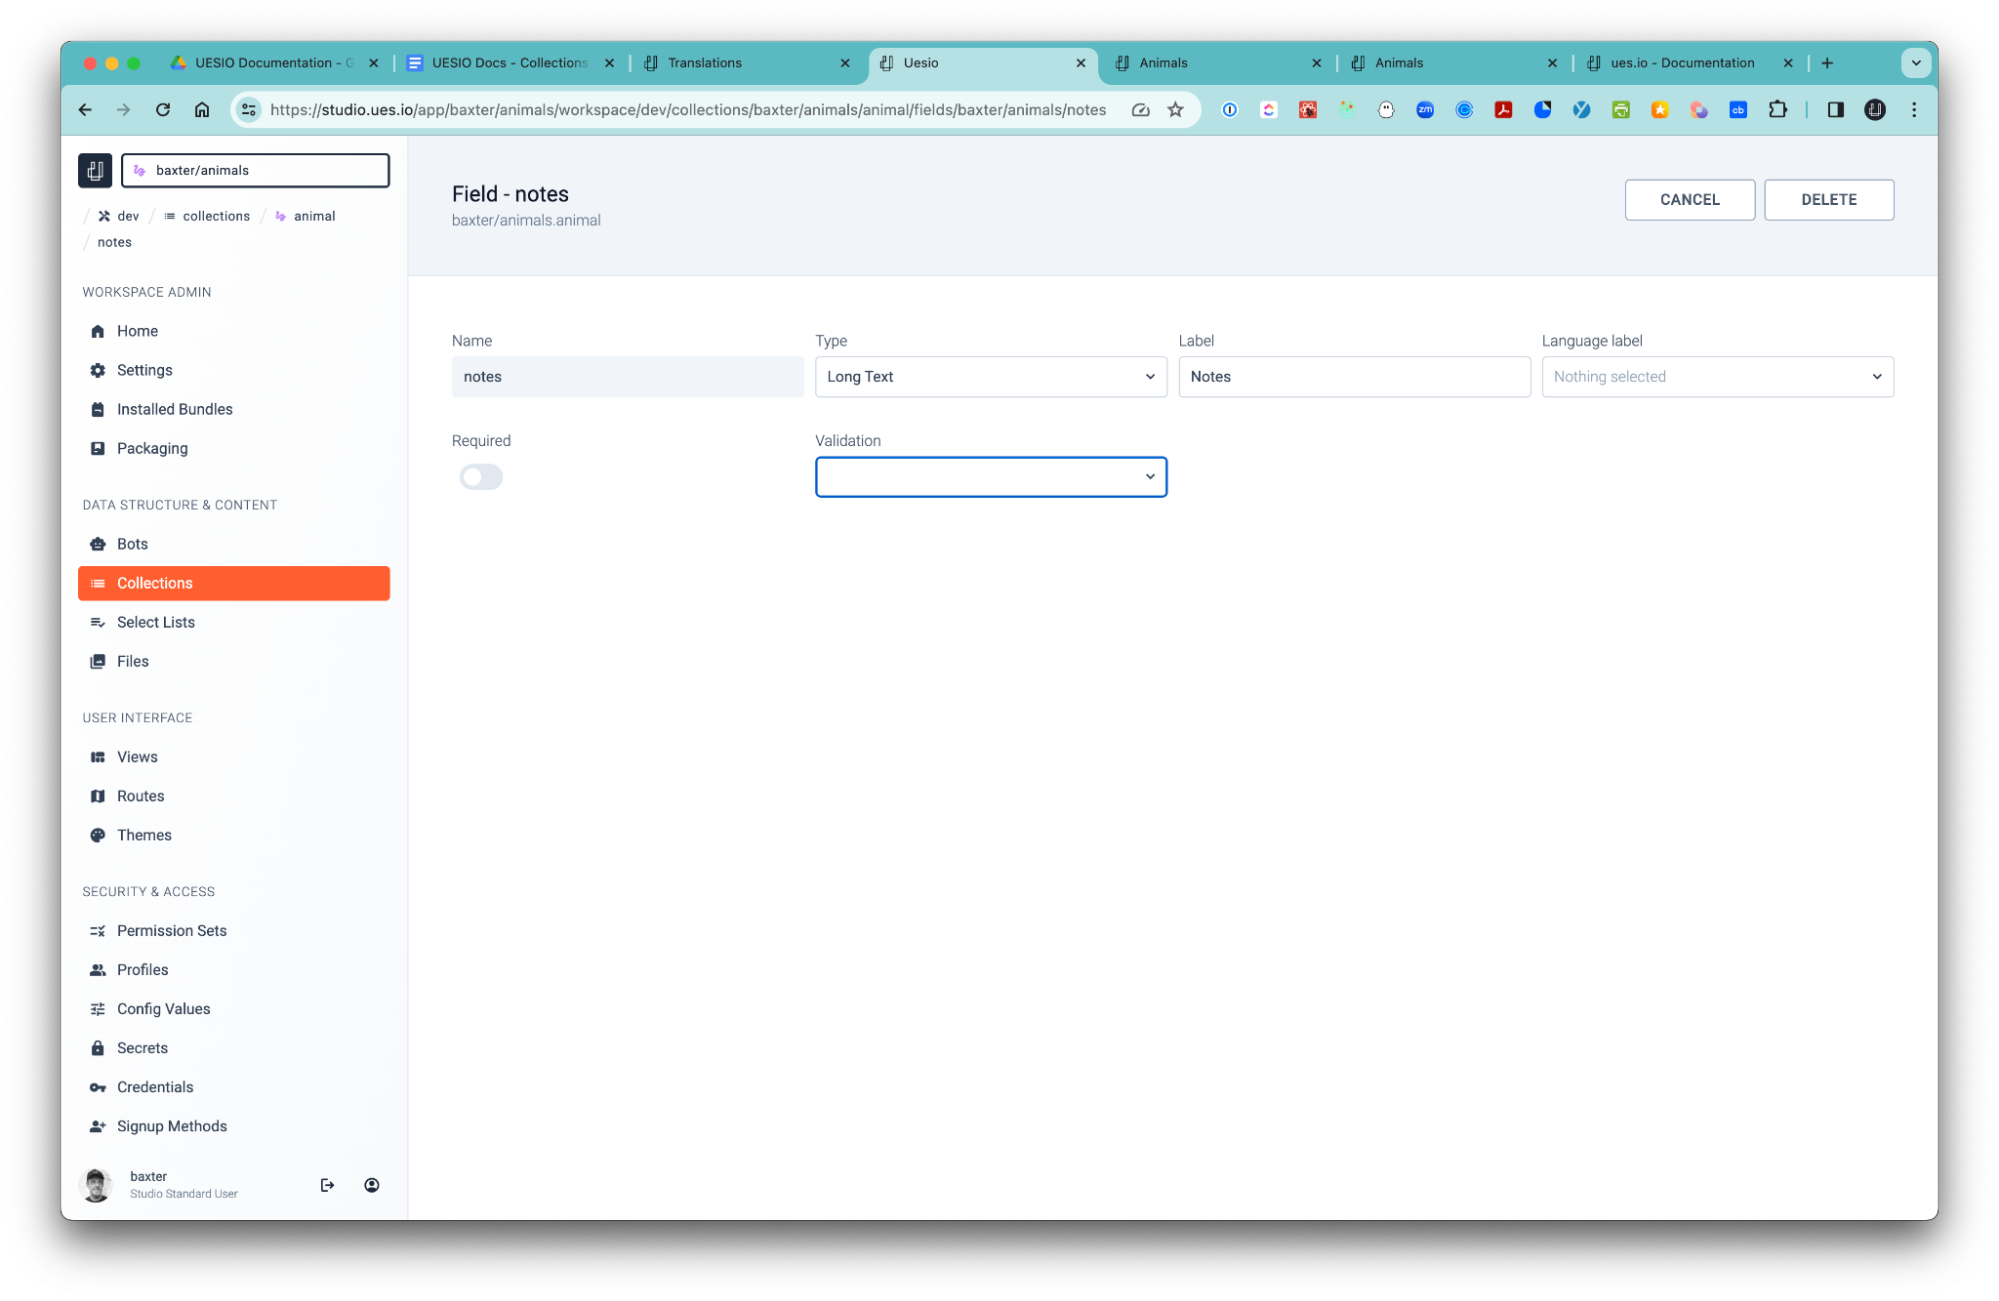 UESIO Documentation - G
UESIO Docs - Collections
Translations
Uesio
Animals
Animals
ues.io - Documentation
https://studio.ues.io/app/baxter/animals/workspace/dev/collections/baxter/animals/animal/fields/baxter/animals/notes
zm
cb
baxter/animals
/ dev / collections / animal
/ notes
WORKSPACE ADMIN
Home
Settings
Installed Bundles
Packaging
DATA STRUCTURE & CONTENT
Bots
Collections
Select Lists
Files
USER INTERFACE
Views
Routes
Themes
SECURITY & ACCESS
Permission Sets
Profiles
Config Values
Secrets
Credentials
Signup Methods
baxter
Studio Standard User
Field - notes
baxter/animals.animal
CANCEL
DELETE
Name
Type
Label
Language label
notes
Long Text
Notes
Nothing selected
Required
Validation